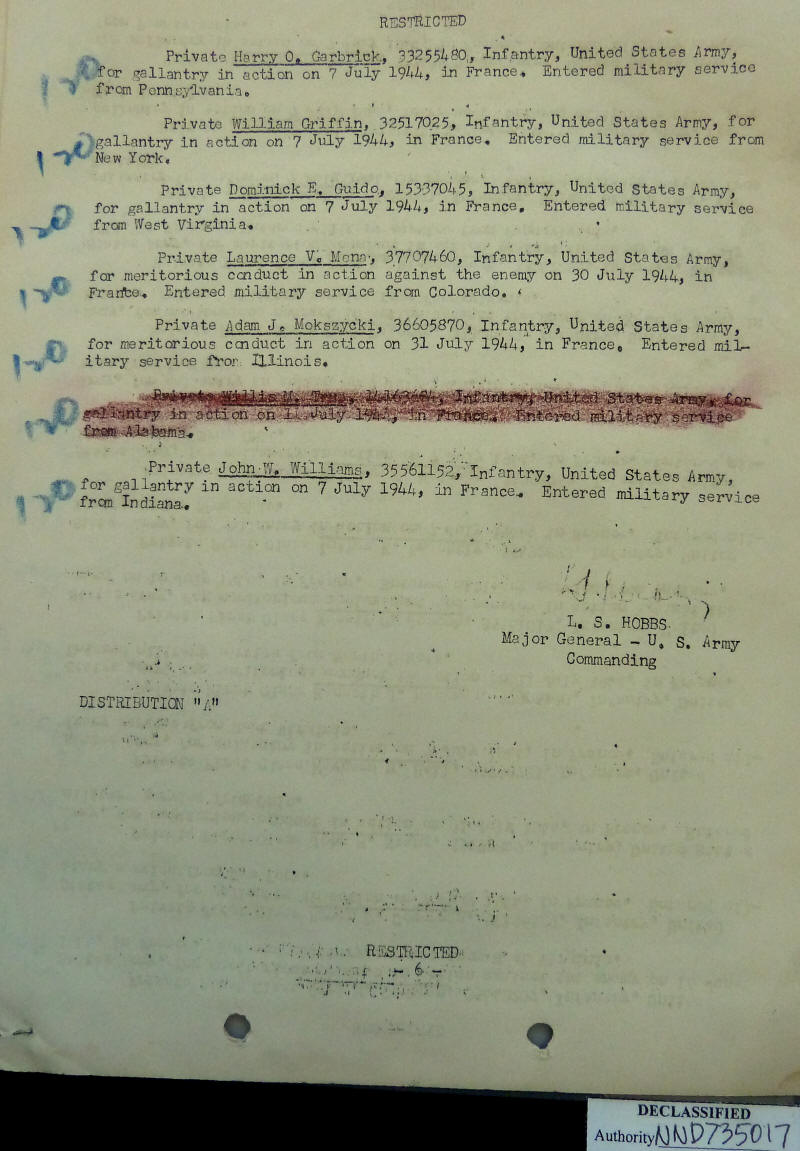 RESTRICTED
Private Harry O. Garbrick, 33255480, Infantry, United States Army,
for gallantry in action on 7 July 1944, in France. Entered military service
from Pennsylvania.
Private William Griffin, 32517025, Infantry, United States Army, for
gallantry in action on 7 July 1944, in France. Entered military service from
New York.
Private Dominick E. Guido, 15337045, Infantry, United States Army,
for gallantry in action on 7 July 1944, in France. Entered military service
from West Virginia.
Private Laurence V. 37707460, Infantry, United States Army,
for meritorious conduct in action against the enemy on 30 July 1944, in
France. Entered military service from Colorado.
Private Adam J. Mokszycki, 36605870, Infantry, United States Army,
for meritorious conduct in action on 31 July 1944, in France. Entered mil-
itary service from Illinois.
Private Willis M. Infantry, United States Army, for
gallantry in action on 11 July 1944, in France. Entered military service
from Alabama.
Private John W. Williams, 35561152, Infantry, United States Army,
for gallantry in action on 7 July 1944, in France. Entered military service
from Indiana.
L. S. HOBBS
Major General - U. S. Army
Commanding
DISTRIBUTION "A"
RESTRICTED
- 6 -
DECLASSIFIED
Authority NND735017